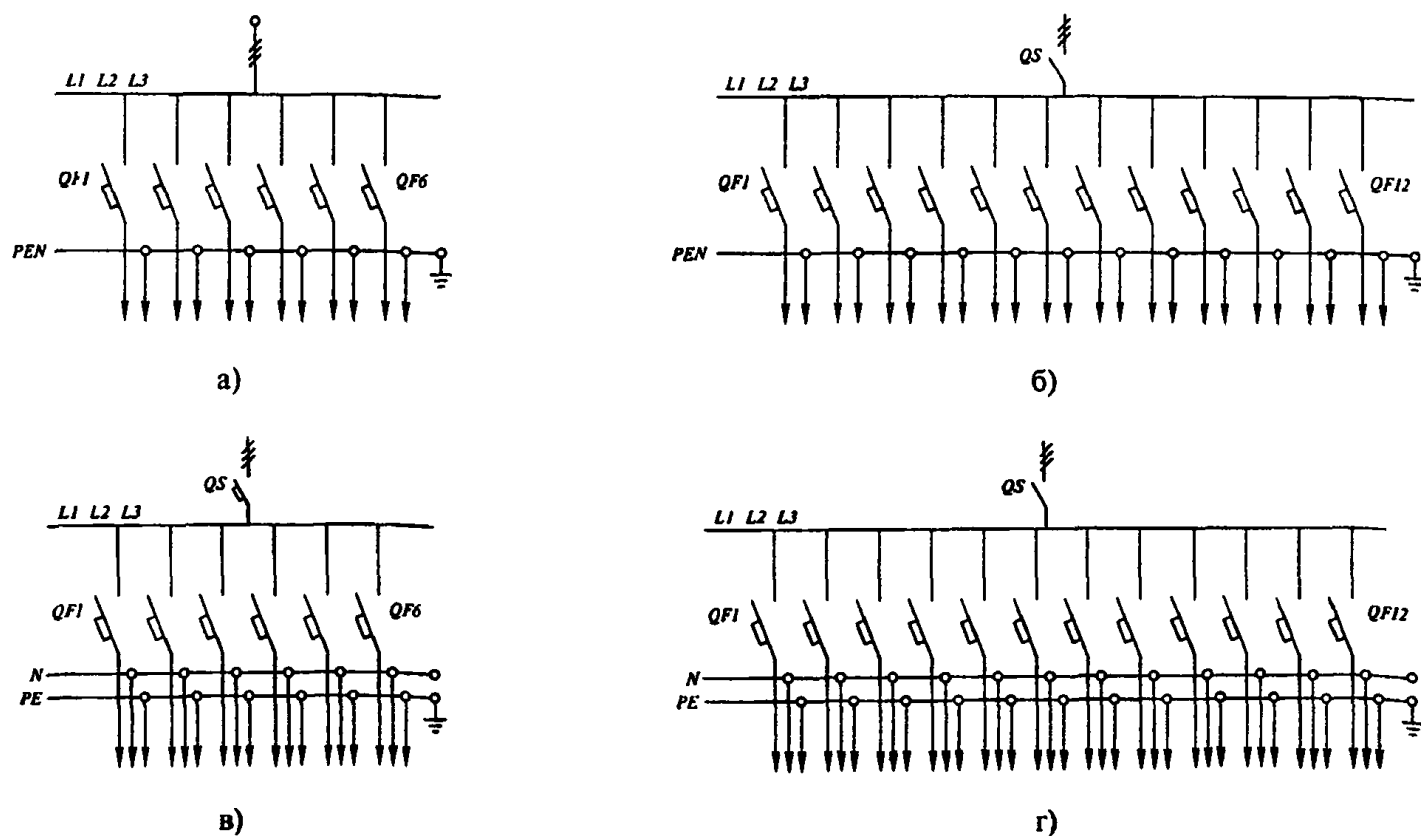 L1 L2 L3
QF1
QF6
PEN
а)
QS
L1 L2 L3
QF1
QF12
PEN
б)
QS
L1 L2 L3
QF1
QF6
N
PE
в)
QS
L1 L2 L3
QF1
QF12
N
PE
г)